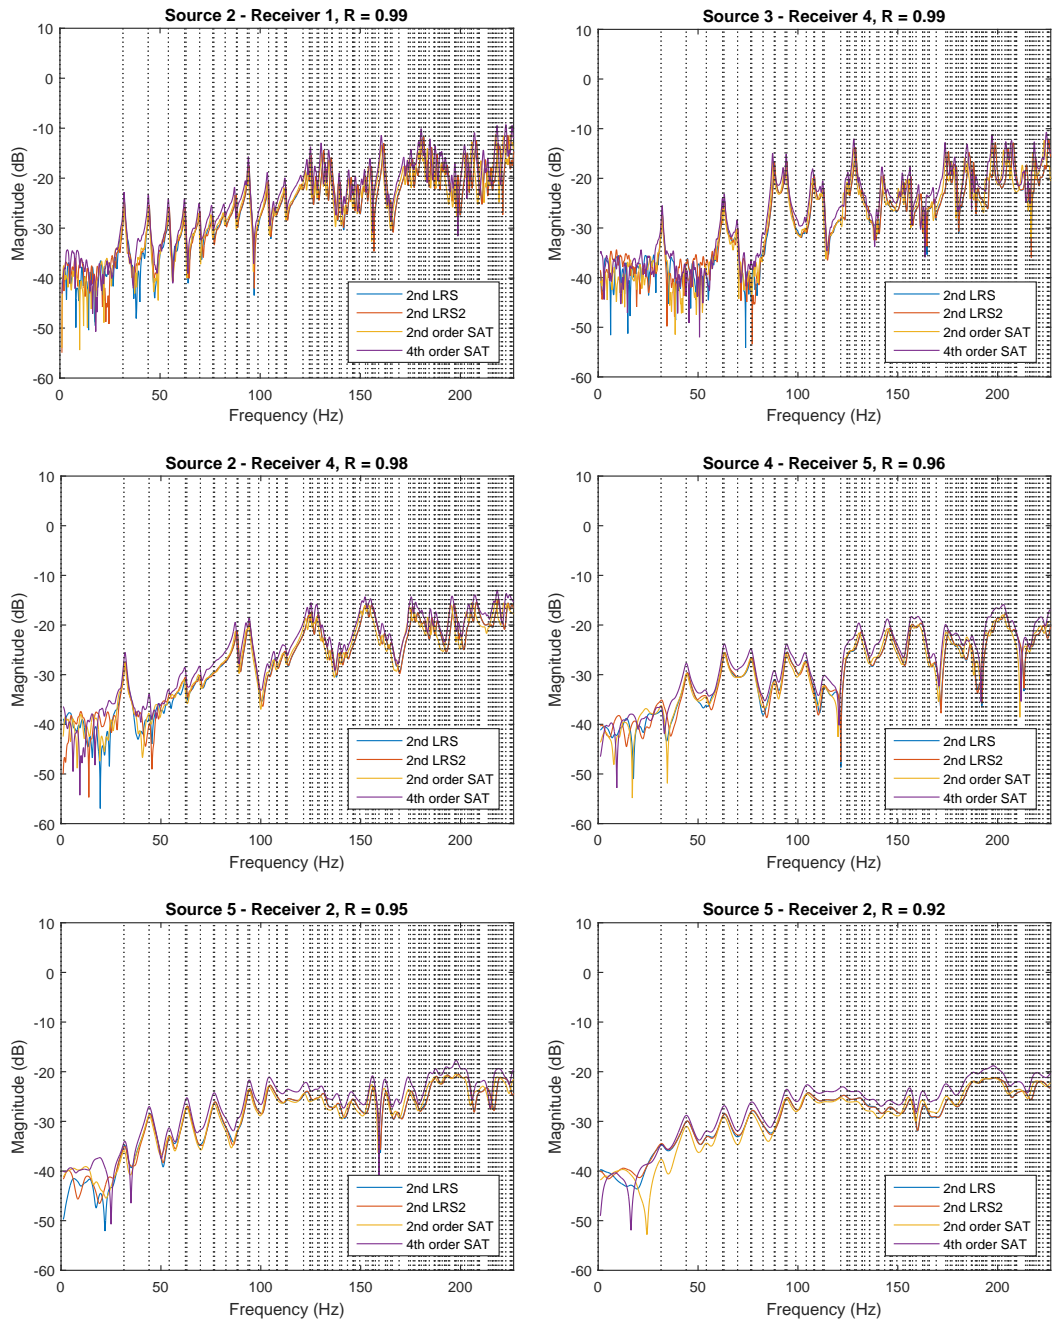 Source 2 - Receiver 1, R = 0.99
10
0
-10
-20
-30
-40
-50
-60
0
50
100
150
200
Magnitude (dB)
Frequency (Hz)
2nd LRS
2nd LRS2
2nd order SAT
4th order SAT
Source 3 - Receiver 4, R = 0.99
10
0
-10
-20
-30
-40
-50
-60
0
50
100
150
200
Magnitude (dB)
Frequency (Hz)
2nd LRS
2nd LRS2
2nd order SAT
4th order SAT
Source 2 - Receiver 4, R = 0.98
10
0
-10
-20
-30
-40
-50
-60
0
50
100
150
200
Magnitude (dB)
Frequency (Hz)
2nd LRS
2nd LRS2
2nd order SAT
4th order SAT
Source 4 - Receiver 5, R = 0.96
10
0
-10
-20
-30
-40
-50
-60
0
50
100
150
200
Magnitude (dB)
Frequency (Hz)
2nd LRS
2nd LRS2
2nd order SAT
4th order SAT
Source 5 - Receiver 2, R = 0.95
10
0
-10
-20
-30
-40
-50
-60
0
50
100
150
200
Magnitude (dB)
Frequency (Hz)
2nd LRS
2nd LRS2
2nd order SAT
4th order SAT
Source 5 - Receiver 2, R = 0.92
10
0
-10
-20
-30
-40
-50
-60
0
50
100
150
200
Magnitude (dB)
Frequency (Hz)
2nd LRS
2nd LRS2
2nd order SAT
4th order SAT